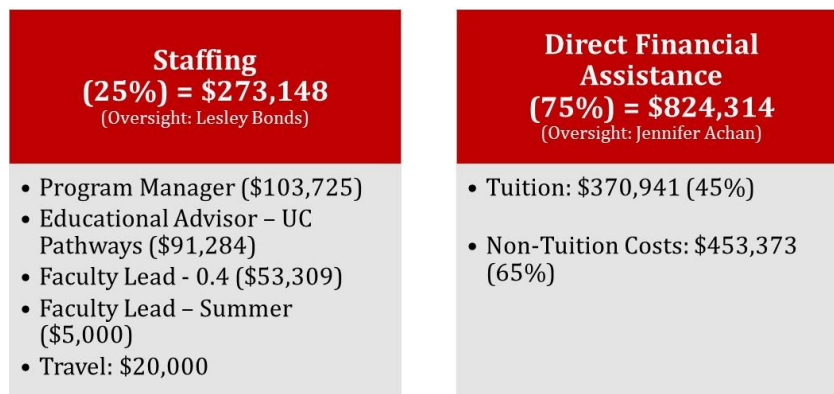 Staffing
(25%) = $273,148
(Oversight: Lesley Bonds)
• Program Manager ($103,725)
• Educational Advisor – UC
Pathways ($91,284)
• Faculty Lead - 0.4 ($53,309)
• Faculty Lead – Summer
($5,000)
• Travel: $20,000
Direct Financial
Assistance
(75%) = $824,314
(Oversight: Jennifer Achan)
• Tuition: $370,941 (45%)
• Non-Tuition Costs: $453,373
(65%)